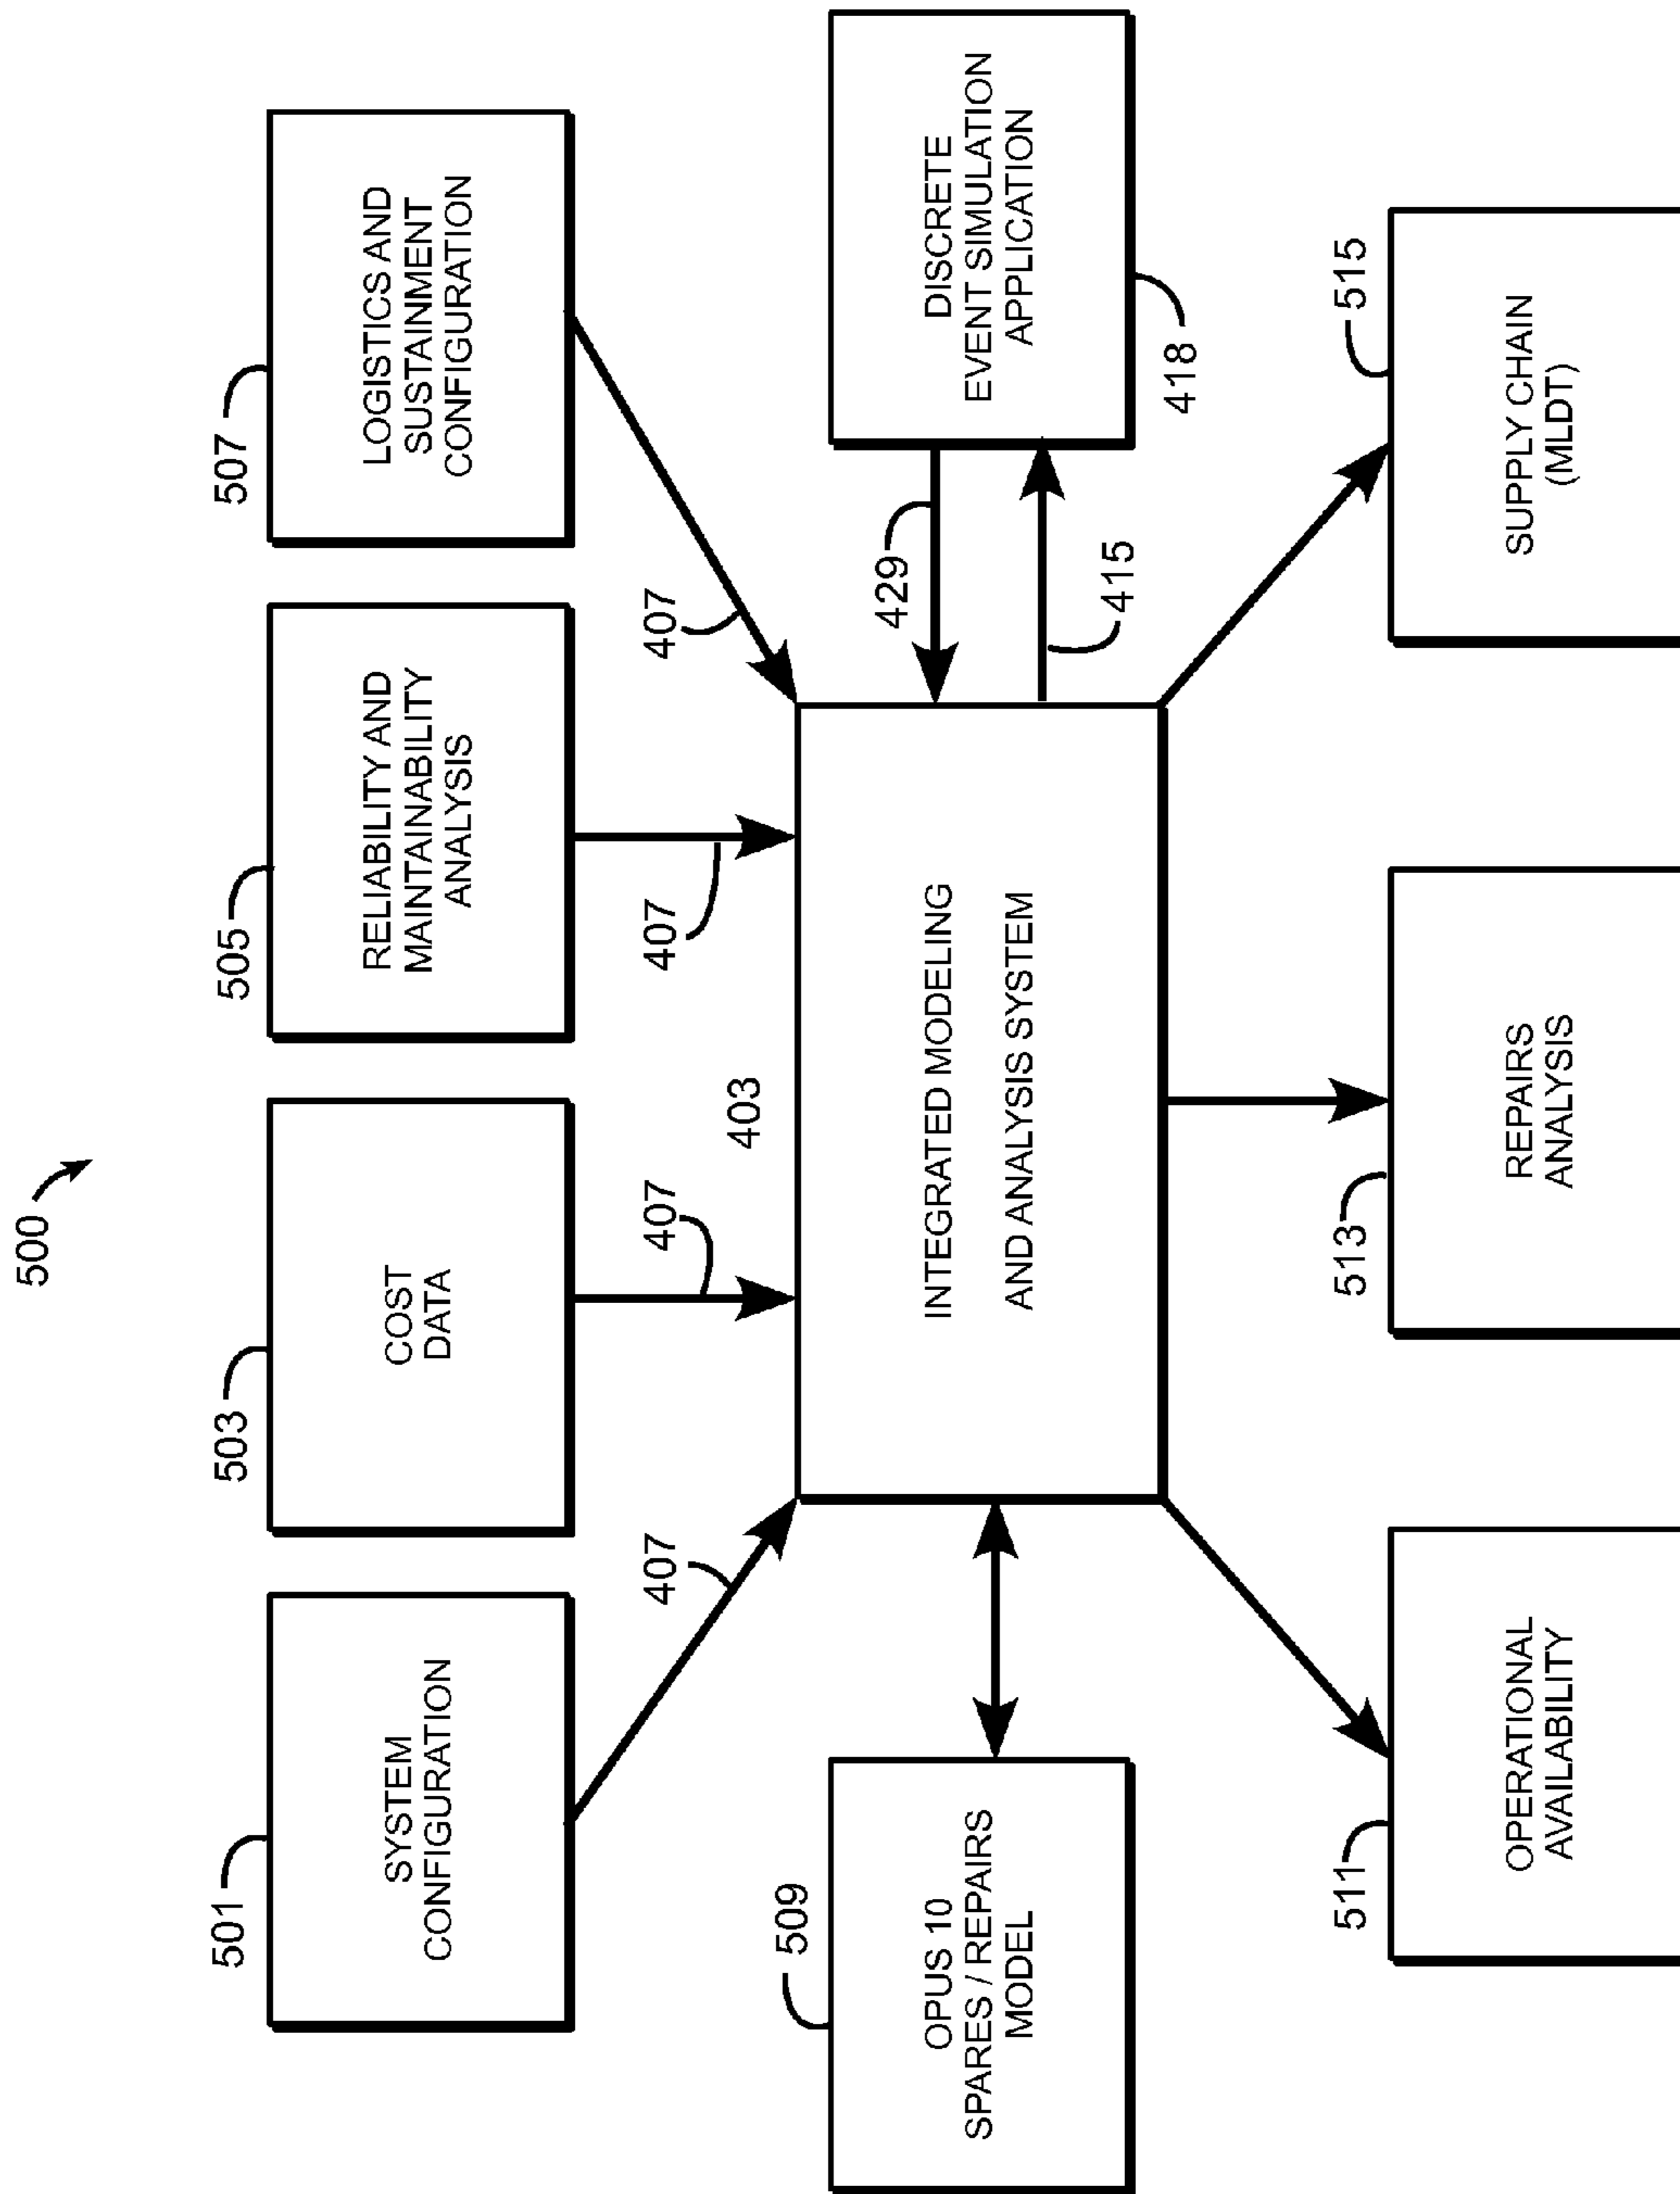 500
501
SYSTEM
CONFIGURATION
503
COST
DATA
505
RELIABILITY AND
MAINTAINABILITY
ANALYSIS
507
LOGISTICS AND
SUSTAINMENT
CONFIGURATION
407
407
407
407
403
509
OPUS 10
SPARES / REPAIRS
MODEL
INTEGRATED MODELING
AND ANALYSIS SYSTEM
429
415
DISCRETE
EVENT SIMULATION
APPLICATION
418
511
OPERATIONAL
AVAILABILITY
513
REPAIRS
ANALYSIS
515
SUPPLY CHAIN
(MLDT)